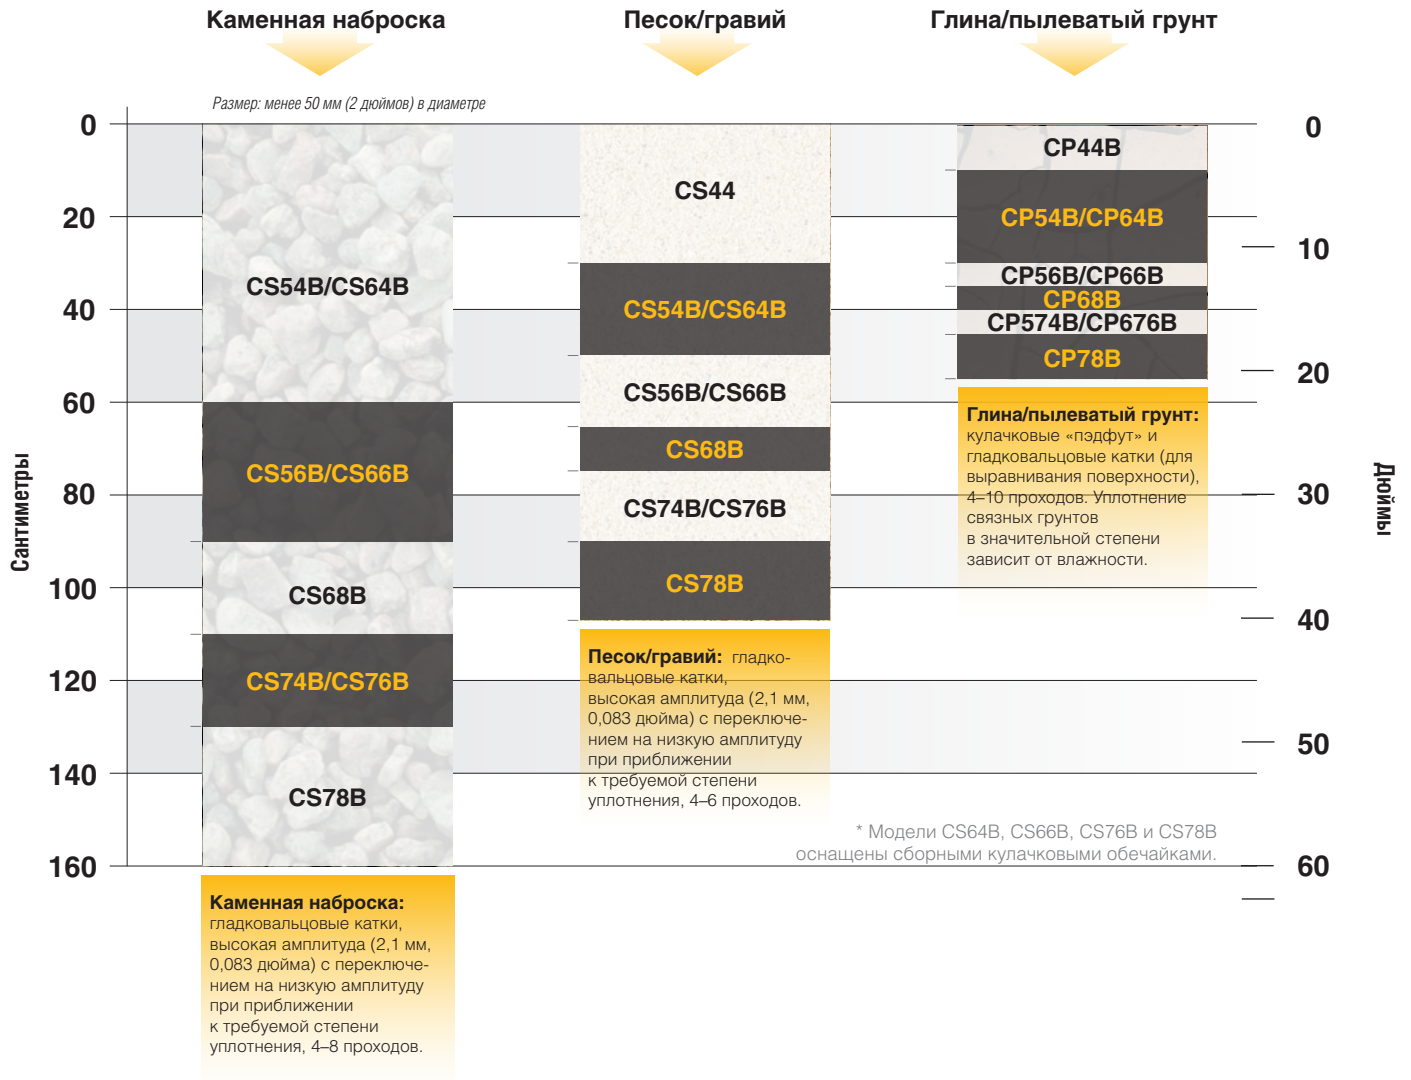 Каменная наброска
Песок/гравий
Глина/пылеватый грунт
Размер: менее 50 мм (2 дюймов) в диаметре
Сантиметры
0
20
40
60
80
100
120
140
160
CS54B/CS64B
CS56B/CS66B
CS68B
CS74B/CS76B
CS78B
Каменная наброска:
гладковальцовые катки,
высокая амплитуда (2,1 мм,
0,083 дюйма) с переключе-
нием на низкую амплитуду
при приближении
к требуемой степени
уплотнения, 4–8 проходов.
CS44
CS54B/CS64B
CS56B/CS66B
CS68B
CS74B/CS76B
CS78B
Песок/гравий: гладко-
вальцовые катки,
высокая амплитуда (2,1 мм,
0,083 дюйма) с переключе-
нием на низкую амплитуду
при приближении
к требуемой степени
уплотнения, 4–6 проходов.
CP44B
CP54B/CP64B
CP56B/CP66B
CP68B
CP574B/CP676B
CP78B
Глина/пылеватый грунт:
кулачковые «пэдфут» и
гладковальцовые катки (для
выравнивания поверхности),
4–10 проходов. Уплотнение
связных грунтов
в значительной степени
зависит от влажности.
* Модели CS64B, CS66B, CS76B и CS78B
оснащены сборными кулачковыми обечайками.
0
10
20
30
40
50
60
Дюймы